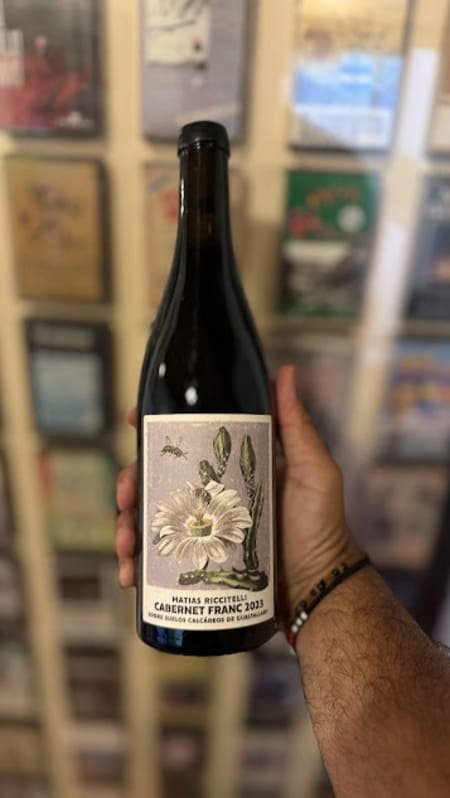 MATIAS RICCITELLI
CABERNET FRANC 2023
SOBRE SUELOS CALCÁREOS DE GUALTALLARY